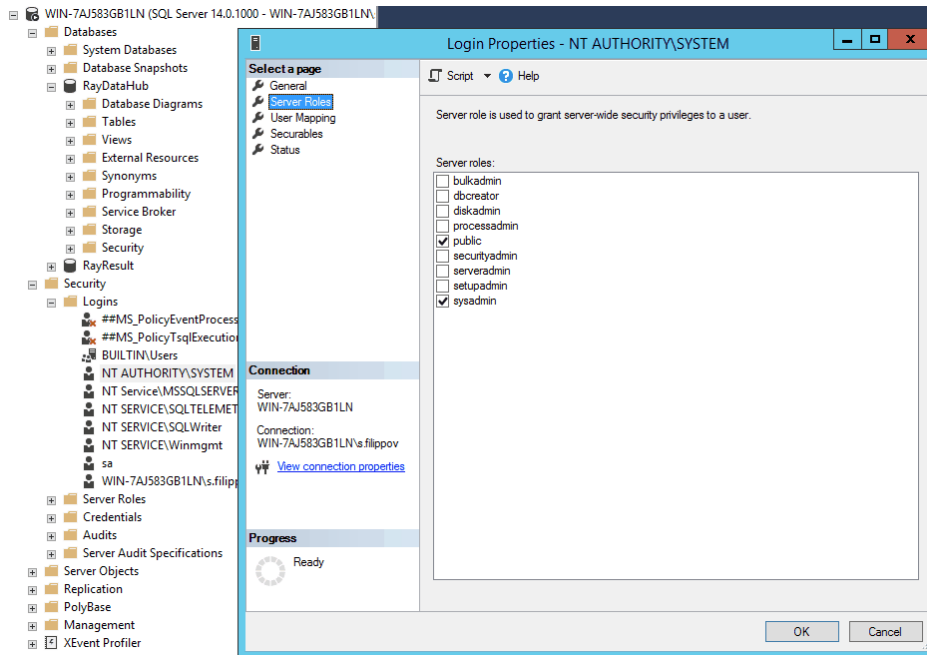 WIN-7AJ583GB1LN (SQL Server 14.0.1000 - WIN-7AJ583GB1LN\
Databases
System Databases
Database Snapshots
RayDataHub
Database Diagrams
Tables
Views
External Resources
Synonyms
Programmability
Service Broker
Storage
Security
RayResult
Security
Logins
##MS_PolicyEventProcess
##MS_PolicyTsqlExecution
BUILTIN\Users
NT AUTHORITY\SYSTEM
NT Service\MSSQLSERVER
NT SERVICE\SQLTELEMET
NT SERVICE\SQLWriter
NT SERVICE\Winmgmt
sa
WIN-7AJ583GB1LN\s.filipp
Server Roles
Credentials
Audits
Server Audit Specifications
Server Objects
Replication
PolyBase
Management
XEvent Profiler
Login Properties - NT AUTHORITY\SYSTEM
Select a page
General
Server Roles
User Mapping
Securables
Status
Connection
Server:
WIN-7AJ583GB1LN
Connection:
WIN-7AJ583GB1LN\s.filippov
View connection properties
Progress
Ready
Script Help
Server role is used to grant server-wide security privileges to a user.
Server roles:
bulkadmin
dbcreator
diskadmin
processadmin
public
securityadmin
serveradmin
setupadmin
sysadmin
OK Cancel